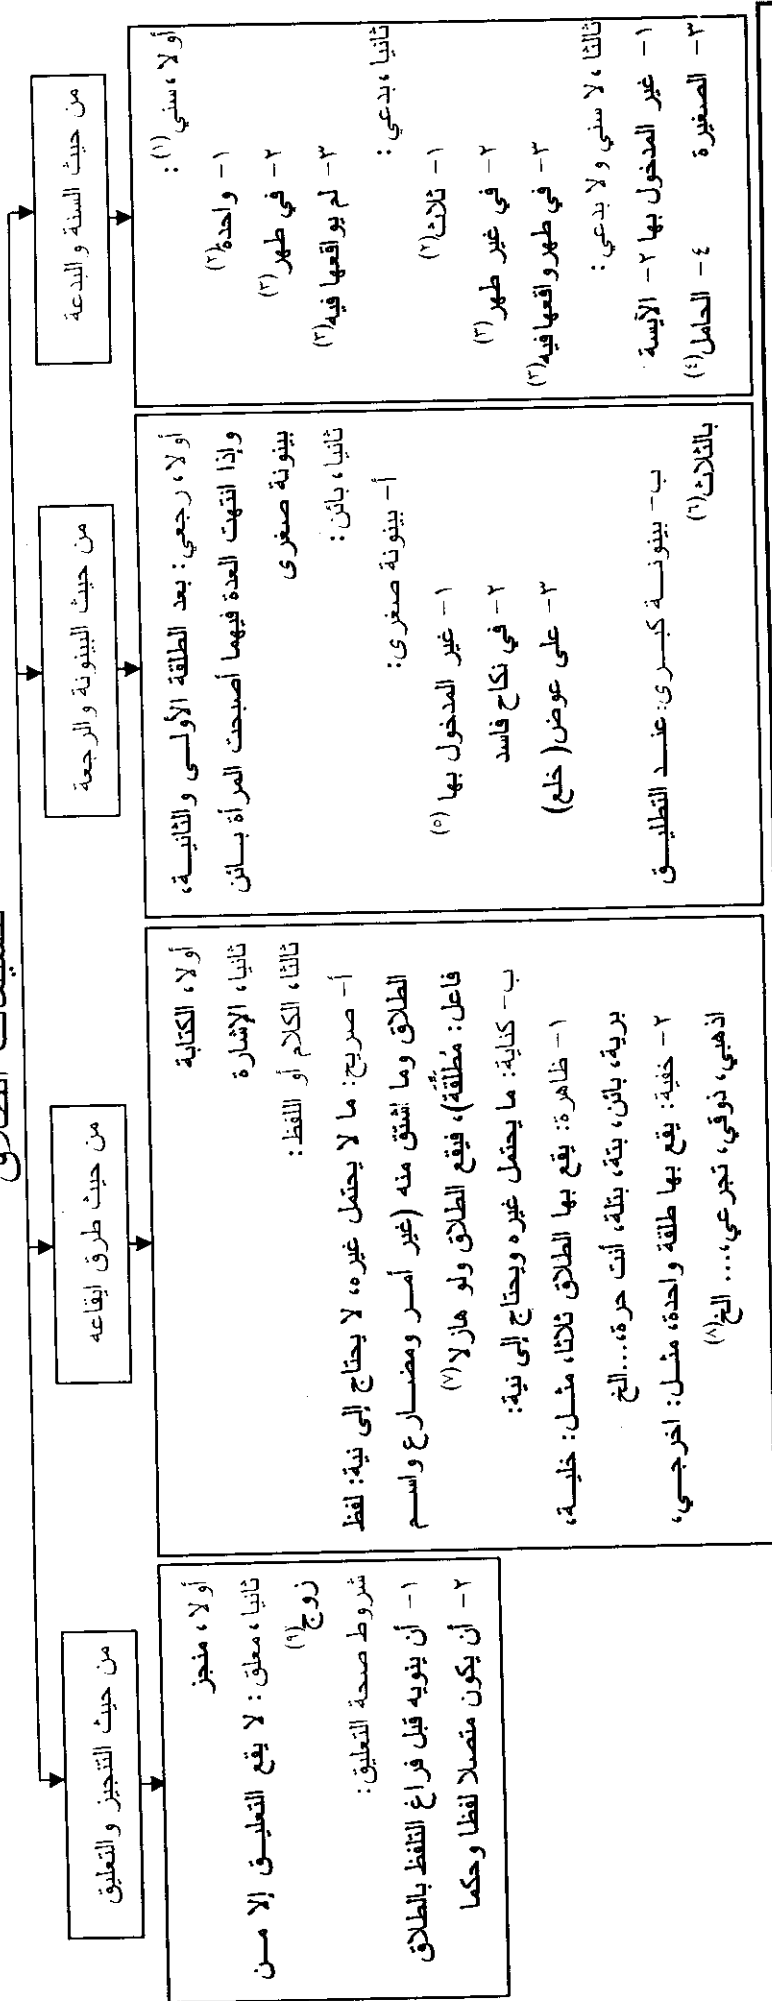 من حيث السنة والبدعة
أولا، سني(١):
١- واحدة(٢)
٢- في طهر(٣)
٣- لم يواقعها فيه(٣)
ثانيا، بدعي:
١- ثلاث(٢)
٢- في غير طهر(٣)
٣- في طهر واقعها فيه(٣)
ثالثا، لا سني ولا بدعي:
١- غير المدخول بها ٢- الآيسة
٣- الصغيرة ٤- الحامل(٤)
من حيث البينونة والرجعة
أولا، رجعي: بعد الطلقة الأولى والثانية،
وإذا انتهت العدة فيهما أصبحت المرأة بائن
بينونة صغرى
ثانيا، بائن:
أ- بينونة صغرى:
١- غير المدخول بها (٥)
٢- في نكاح فاسد
٣- على عوض (خلع)
ب- بينونة كبرى: عند التطليق
بالثلاث(٦)
من حيث طرق ايقاعه
أولا، الكتابة
ثانيا، الإشارة
ثالثا، الكلام أو اللفظ:
أ- صريح: ما لا يحتمل غيره، لا يحتاج إلى نية: لفظ
الطلاق وما اشتق منه (غير أمر ومضارع واسم
فاعل: مُطَلِّقة)، فيقع الطلاق ولو هازلا(٧)
ب- كناية: ما يحتمل غيره ويحتاج إلى نية:
١- ظاهرة: يقع بها الطلاق ثلاثا، مثل: خلية،
برية، بائن، بتة، بتلة، أنت حرة،...الخ
٢- خفية: يقع بها طلقة واحدة، مثل: اخرجي،
اذهبي، ذوقي، تجرعي،... الخ(٨)
من حيث التنجيز والتعليق
أولا، منجز
ثانيا، معلق: لا يقع التعليق إلا من
زوج(٩)
شروط صحة التعليق:
١- أن ينويه قبل فراغ التلفظ بالطلاق
٢- أن يكون متصلا لفظا وحكما